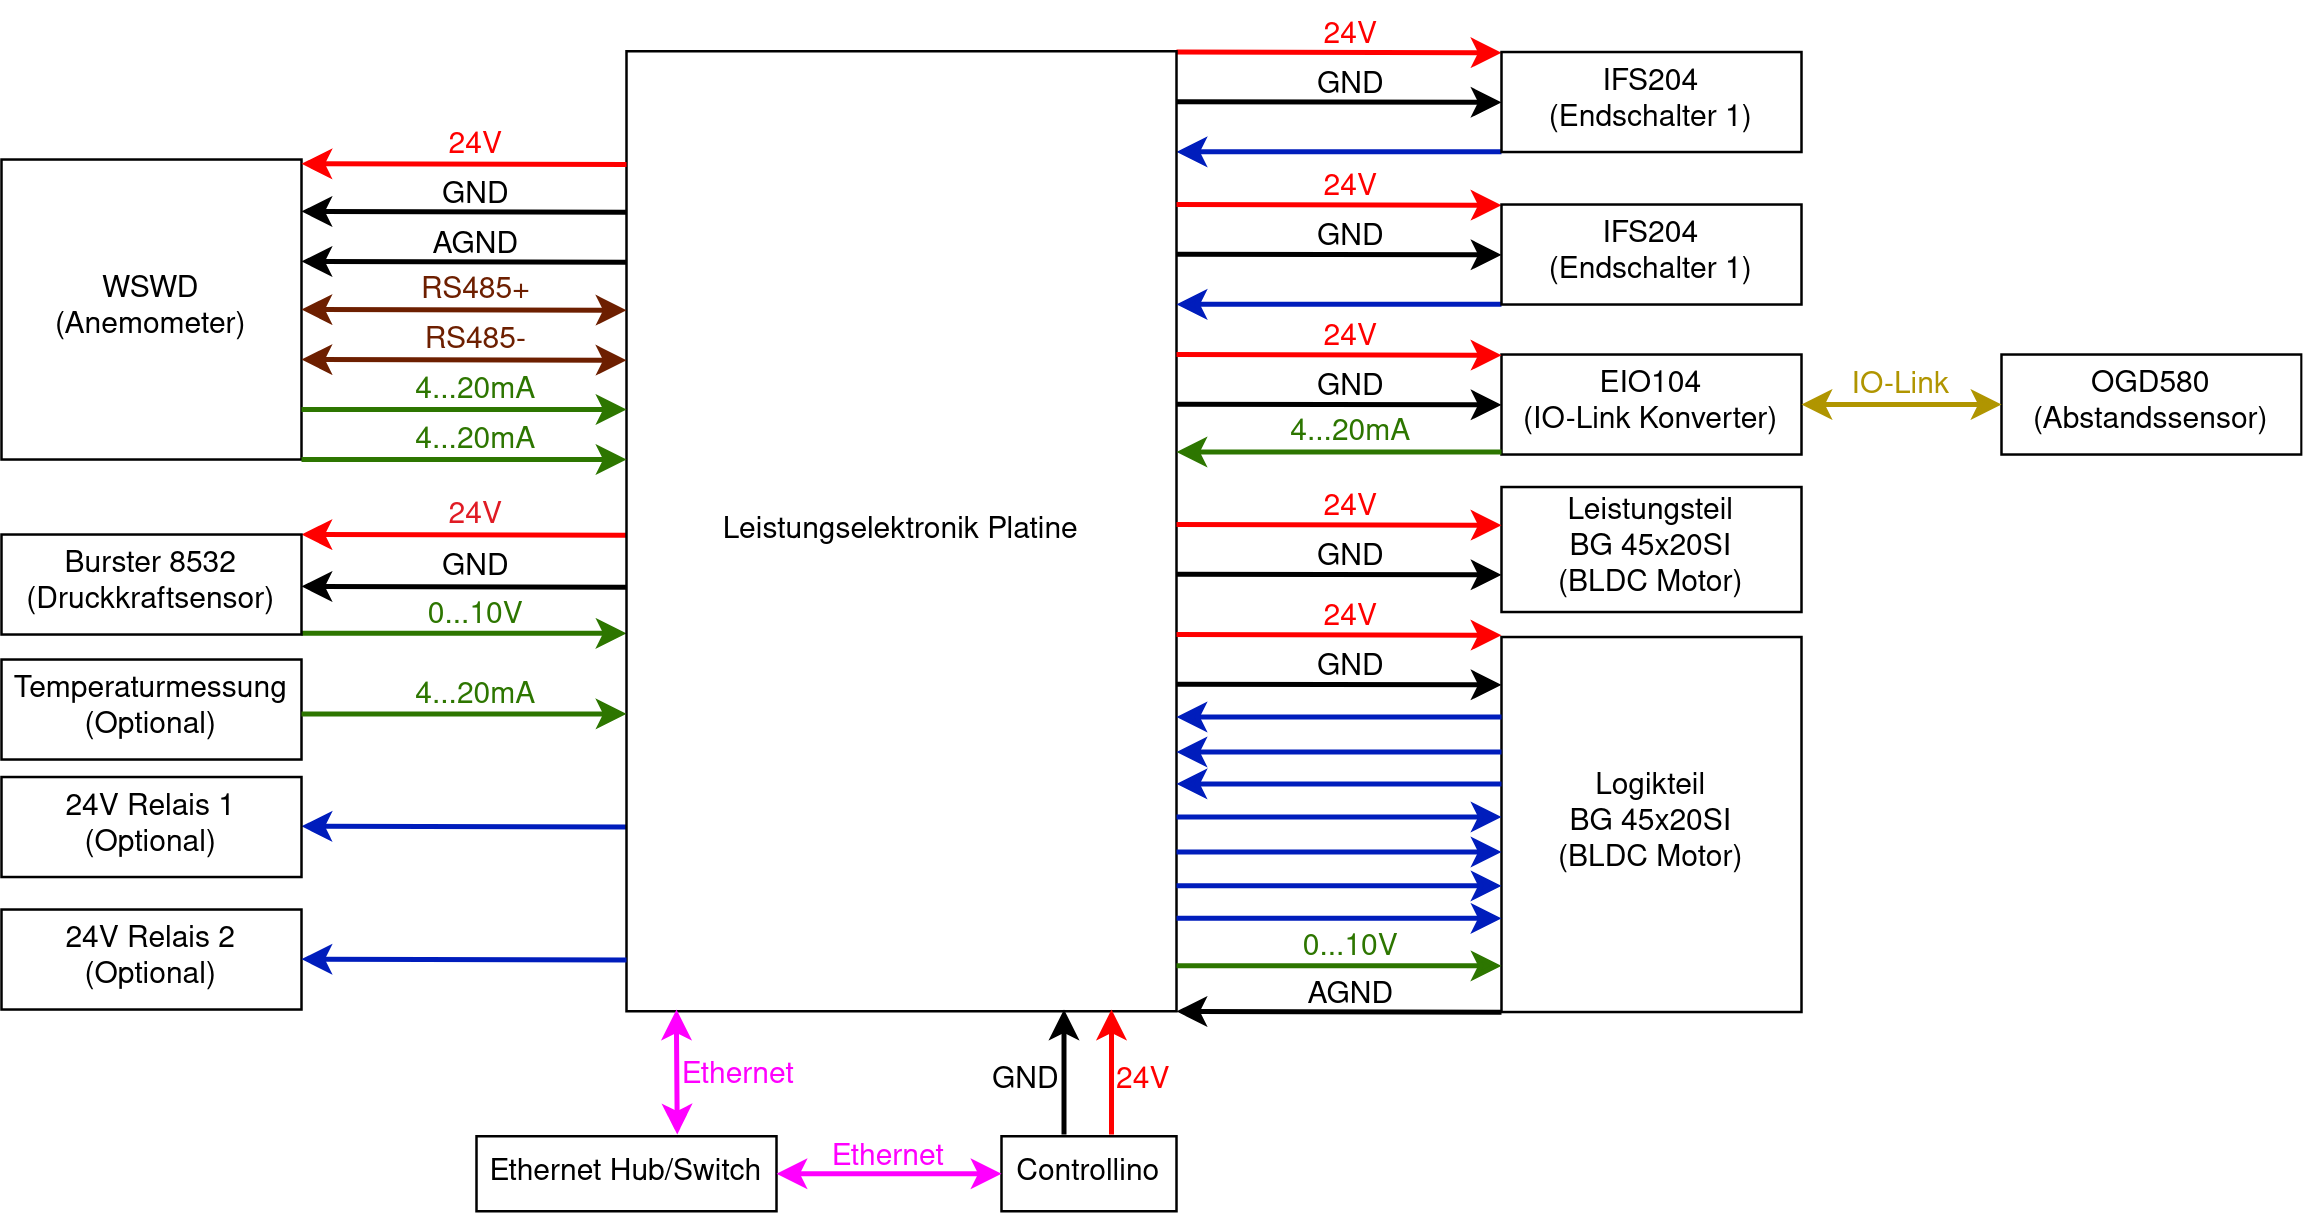 24V
GND
AGND
RS485+
RS485-
4...20mA
4...20mA
WSWD
(Anemometer)
24V
GND
0...10V
Burster 8532
(Druckkraftsensor)
4...20mA
Temperaturmessung
(Optional)
24V Relais 1
(Optional)
24V Relais 2
(Optional)
Leistungselektronik Platine
24V
GND
IFS204
(Endschalter 1)
24V
GND
IFS204
(Endschalter 1)
24V
GND
4...20mA
EIO104
(IO-Link Konverter)
IO-Link
OGD580
(Abstandssensor)
24V
GND
Leistungsteil
BG 45x20SI
(BLDC Motor)
24V
GND
Logikteil
BG 45x20SI
(BLDC Motor)
0...10V
AGND
Ethernet
GND
24V
Ethernet Hub/Switch
Ethernet
Controllino